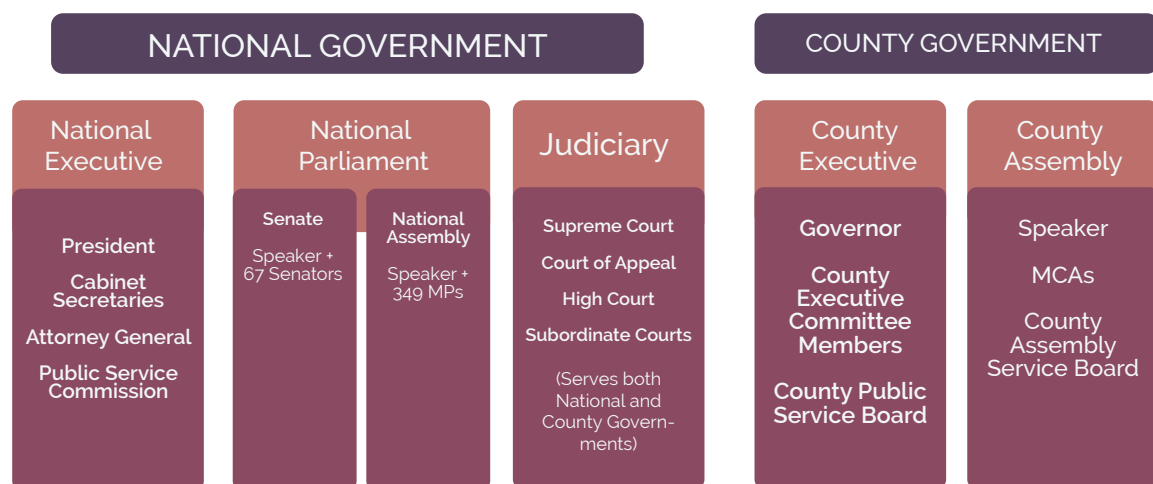 NATIONAL GOVERNMENT
COUNTY GOVERNMENT
National
Executive
President
Cabinet
Secretaries
Attorney General
Public Service
Commission
National
Parliament
Senate
Speaker +
67 Senators
National
Assembly
Speaker +
349 MPs
Judiciary
Supreme Court
Court of Appeal
High Court
Subordinate Courts
(Serves both
National and
County Govern-
ments)
County
Executive
Governor
County
Executive
Committee
Members
County Public
Service Board
County
Assembly
Speaker
MCAs
County
Assembly
Service Board